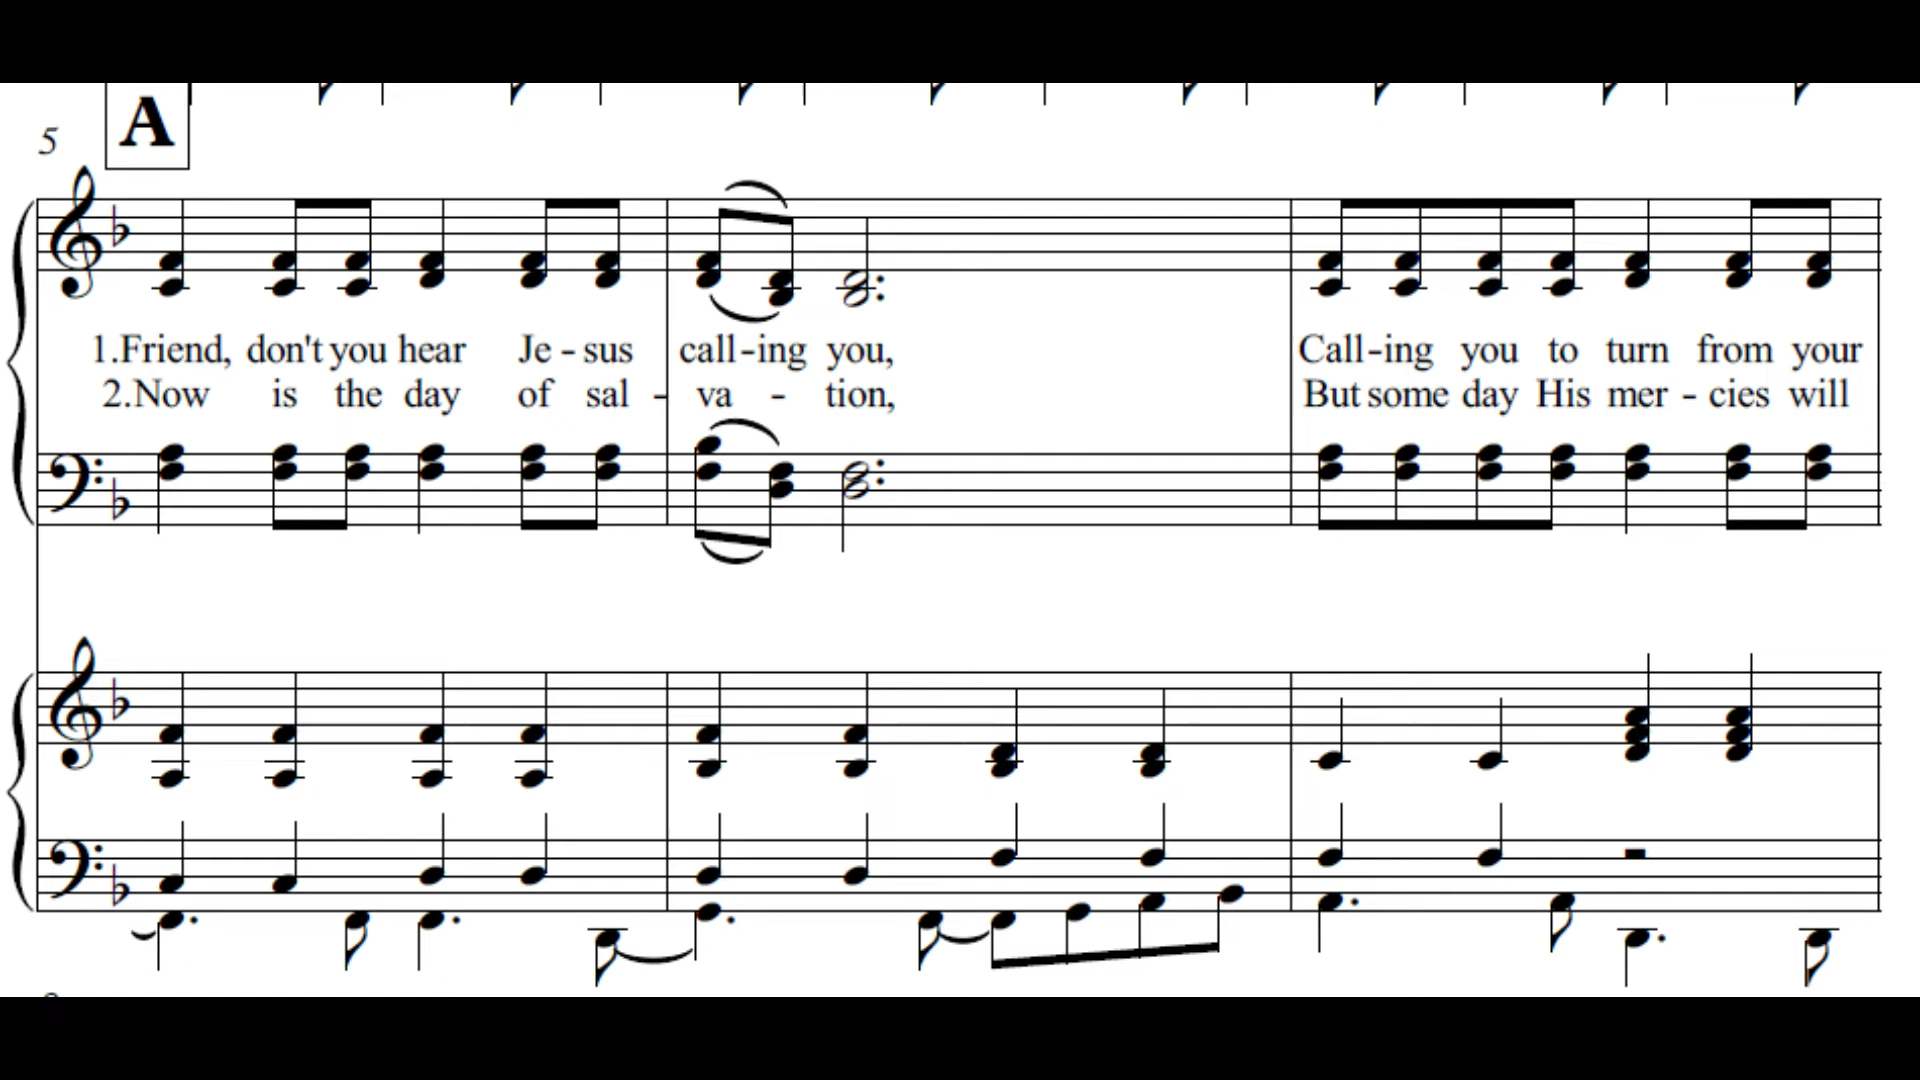 A
5
1.Friend, don't you hear Je - sus call-ing you, Call-ing you to turn from your
2.Now is the day of sal - va - tion, But some day His mer - cies will